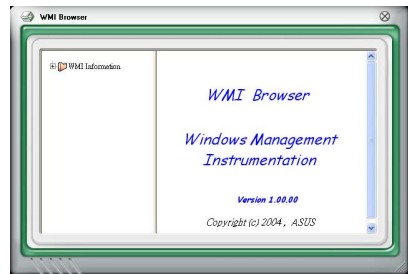 WMI Browser
WMI Information
WMI Browser
Windows Management
Instrumentation
Version 1.00.00
Copyright (c) 2004, ASUS